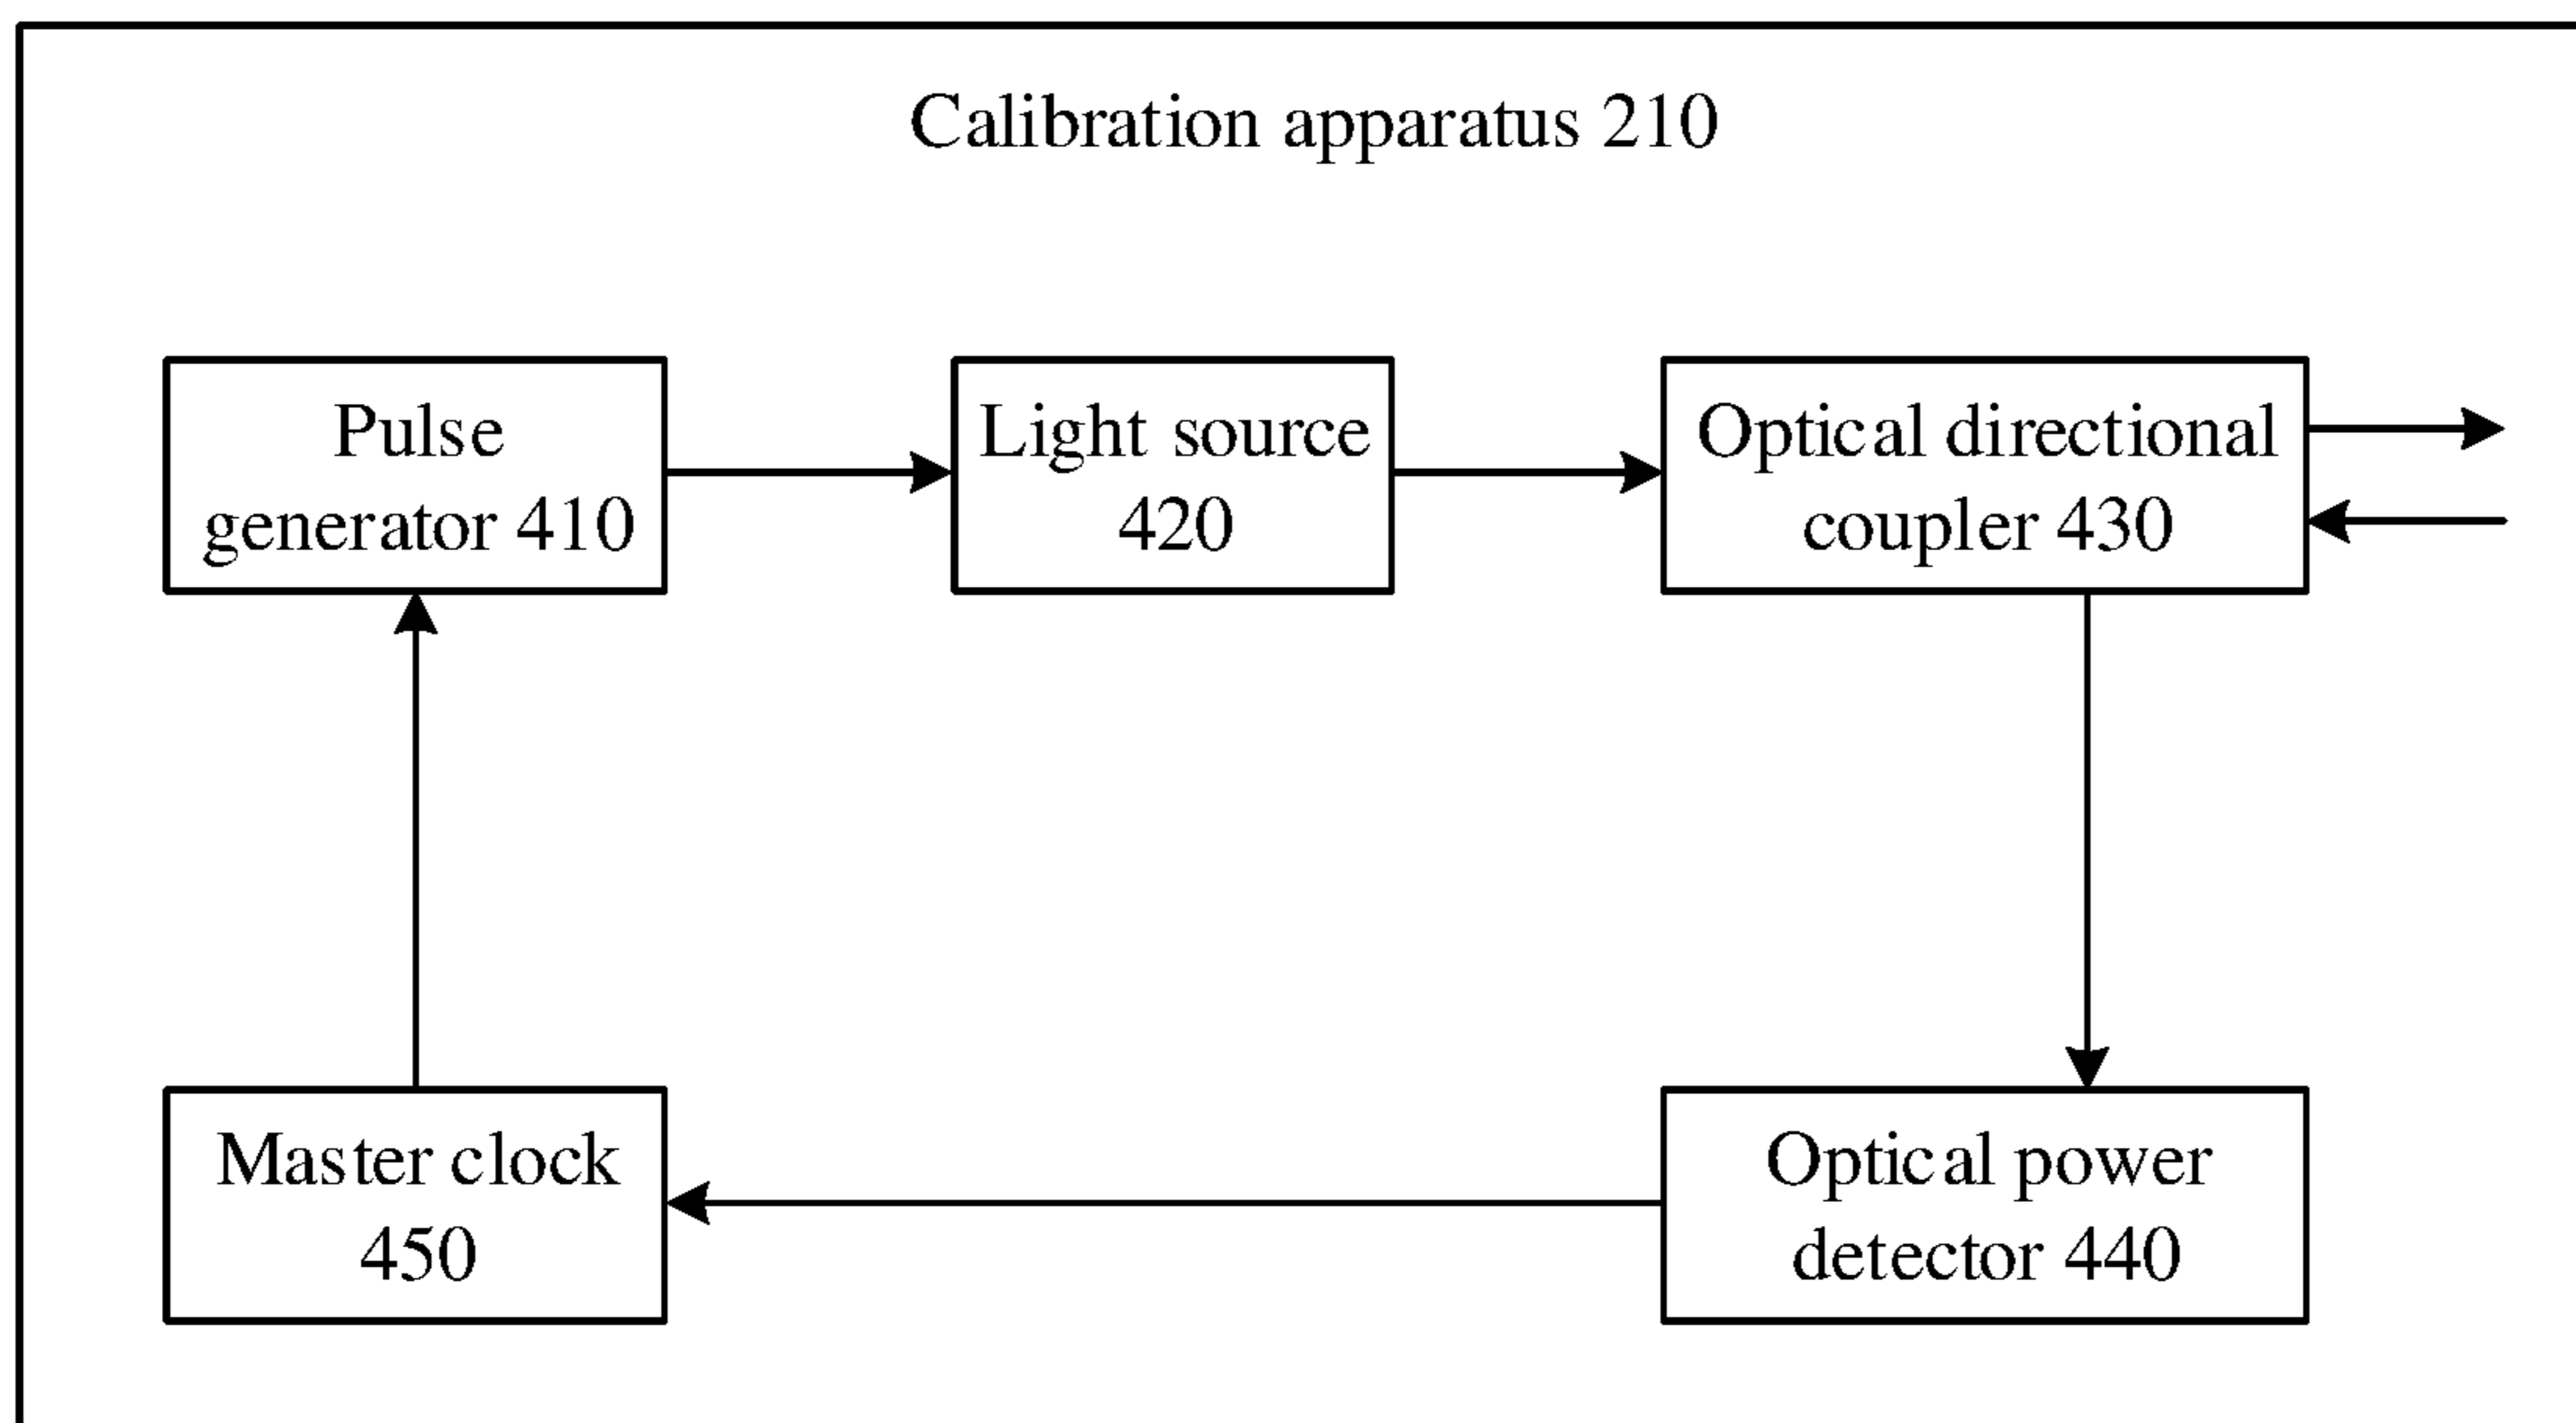 Calibration apparatus 210
Pulse
generator 410
Light source
420
Optical directional
coupler 430
Master clock
450
Optical power
detector 440